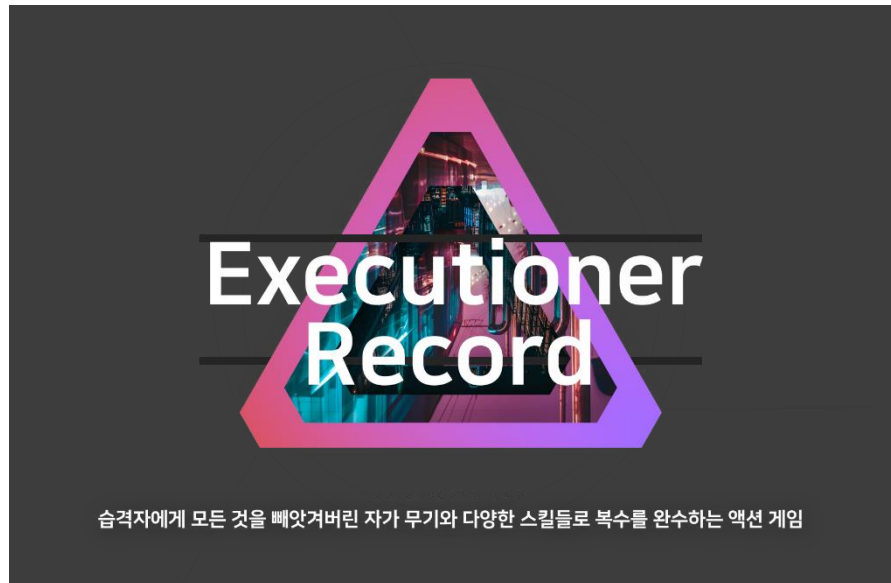 Executioner
Record
습격자에게 모든 것을 빼앗겨버린 자가 무기와 다양한 스킬들로 복수를 완수하는 액션 게임